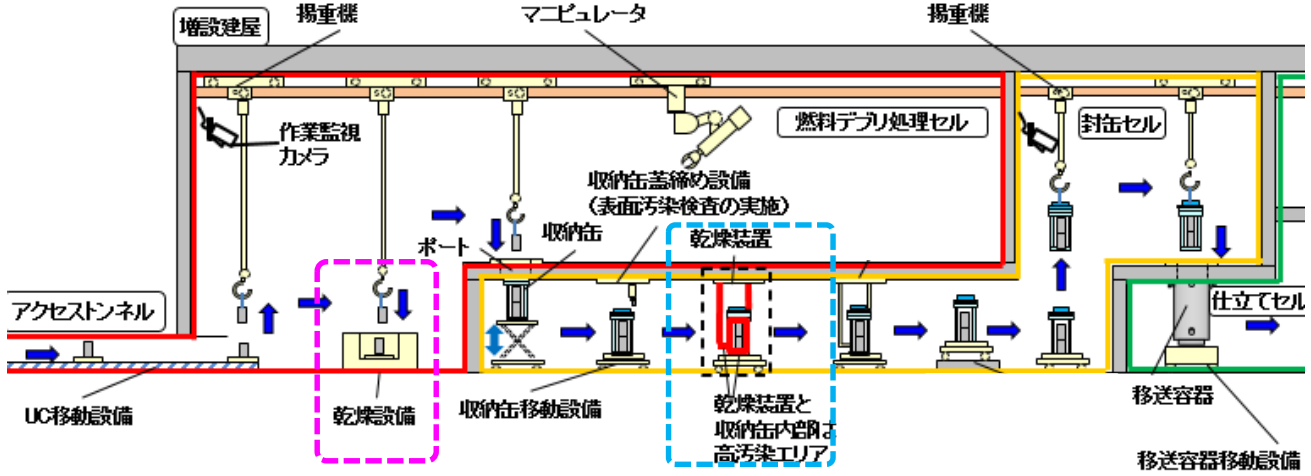 増設建屋
揚重機
マニピュレータ
揚重機
作業監視
カメラ
燃料デブリ処理セル
封缶セル
収納缶蓋締め設備
（表面汚染検査の実施）
収納缶
ポート
乾燥装置
アクセストンネル
仕立てセル
UC移動設備
乾燥設備
収納缶移動設備
乾燥装置と
収納缶内部は
高汚染エリア
移送容器
移送容器移動設備